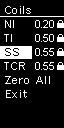 Coils
NI 0.20
TI 0.50
SS 0.55
TCR 0.55
Zero All
Exit